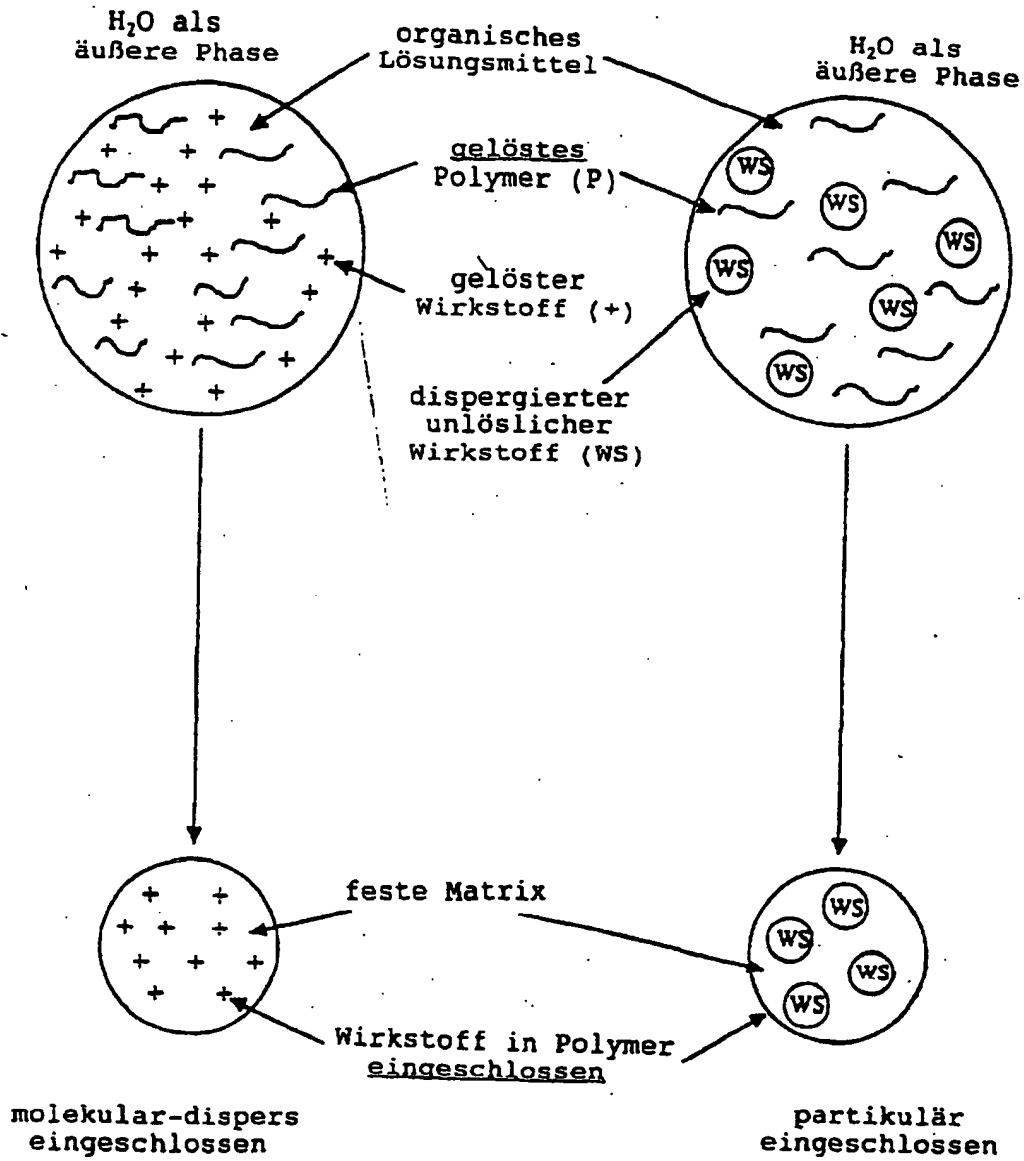 H₂O als
äußere Phase
organisches
Lösungsmittel
H₂O als
äußere Phase
gelöstes
Polymer (P)
gelöster
Wirkstoff (+)
dispergierter
unlöslicher
Wirkstoff (WS)
WS
WS
WS
WS
WS
WS
feste Matrix
WS
WS
WS
WS
Wirkstoff in Polymer
eingeschlossen
molekular-dispers
eingeschlossen
partikulär
eingeschlossen